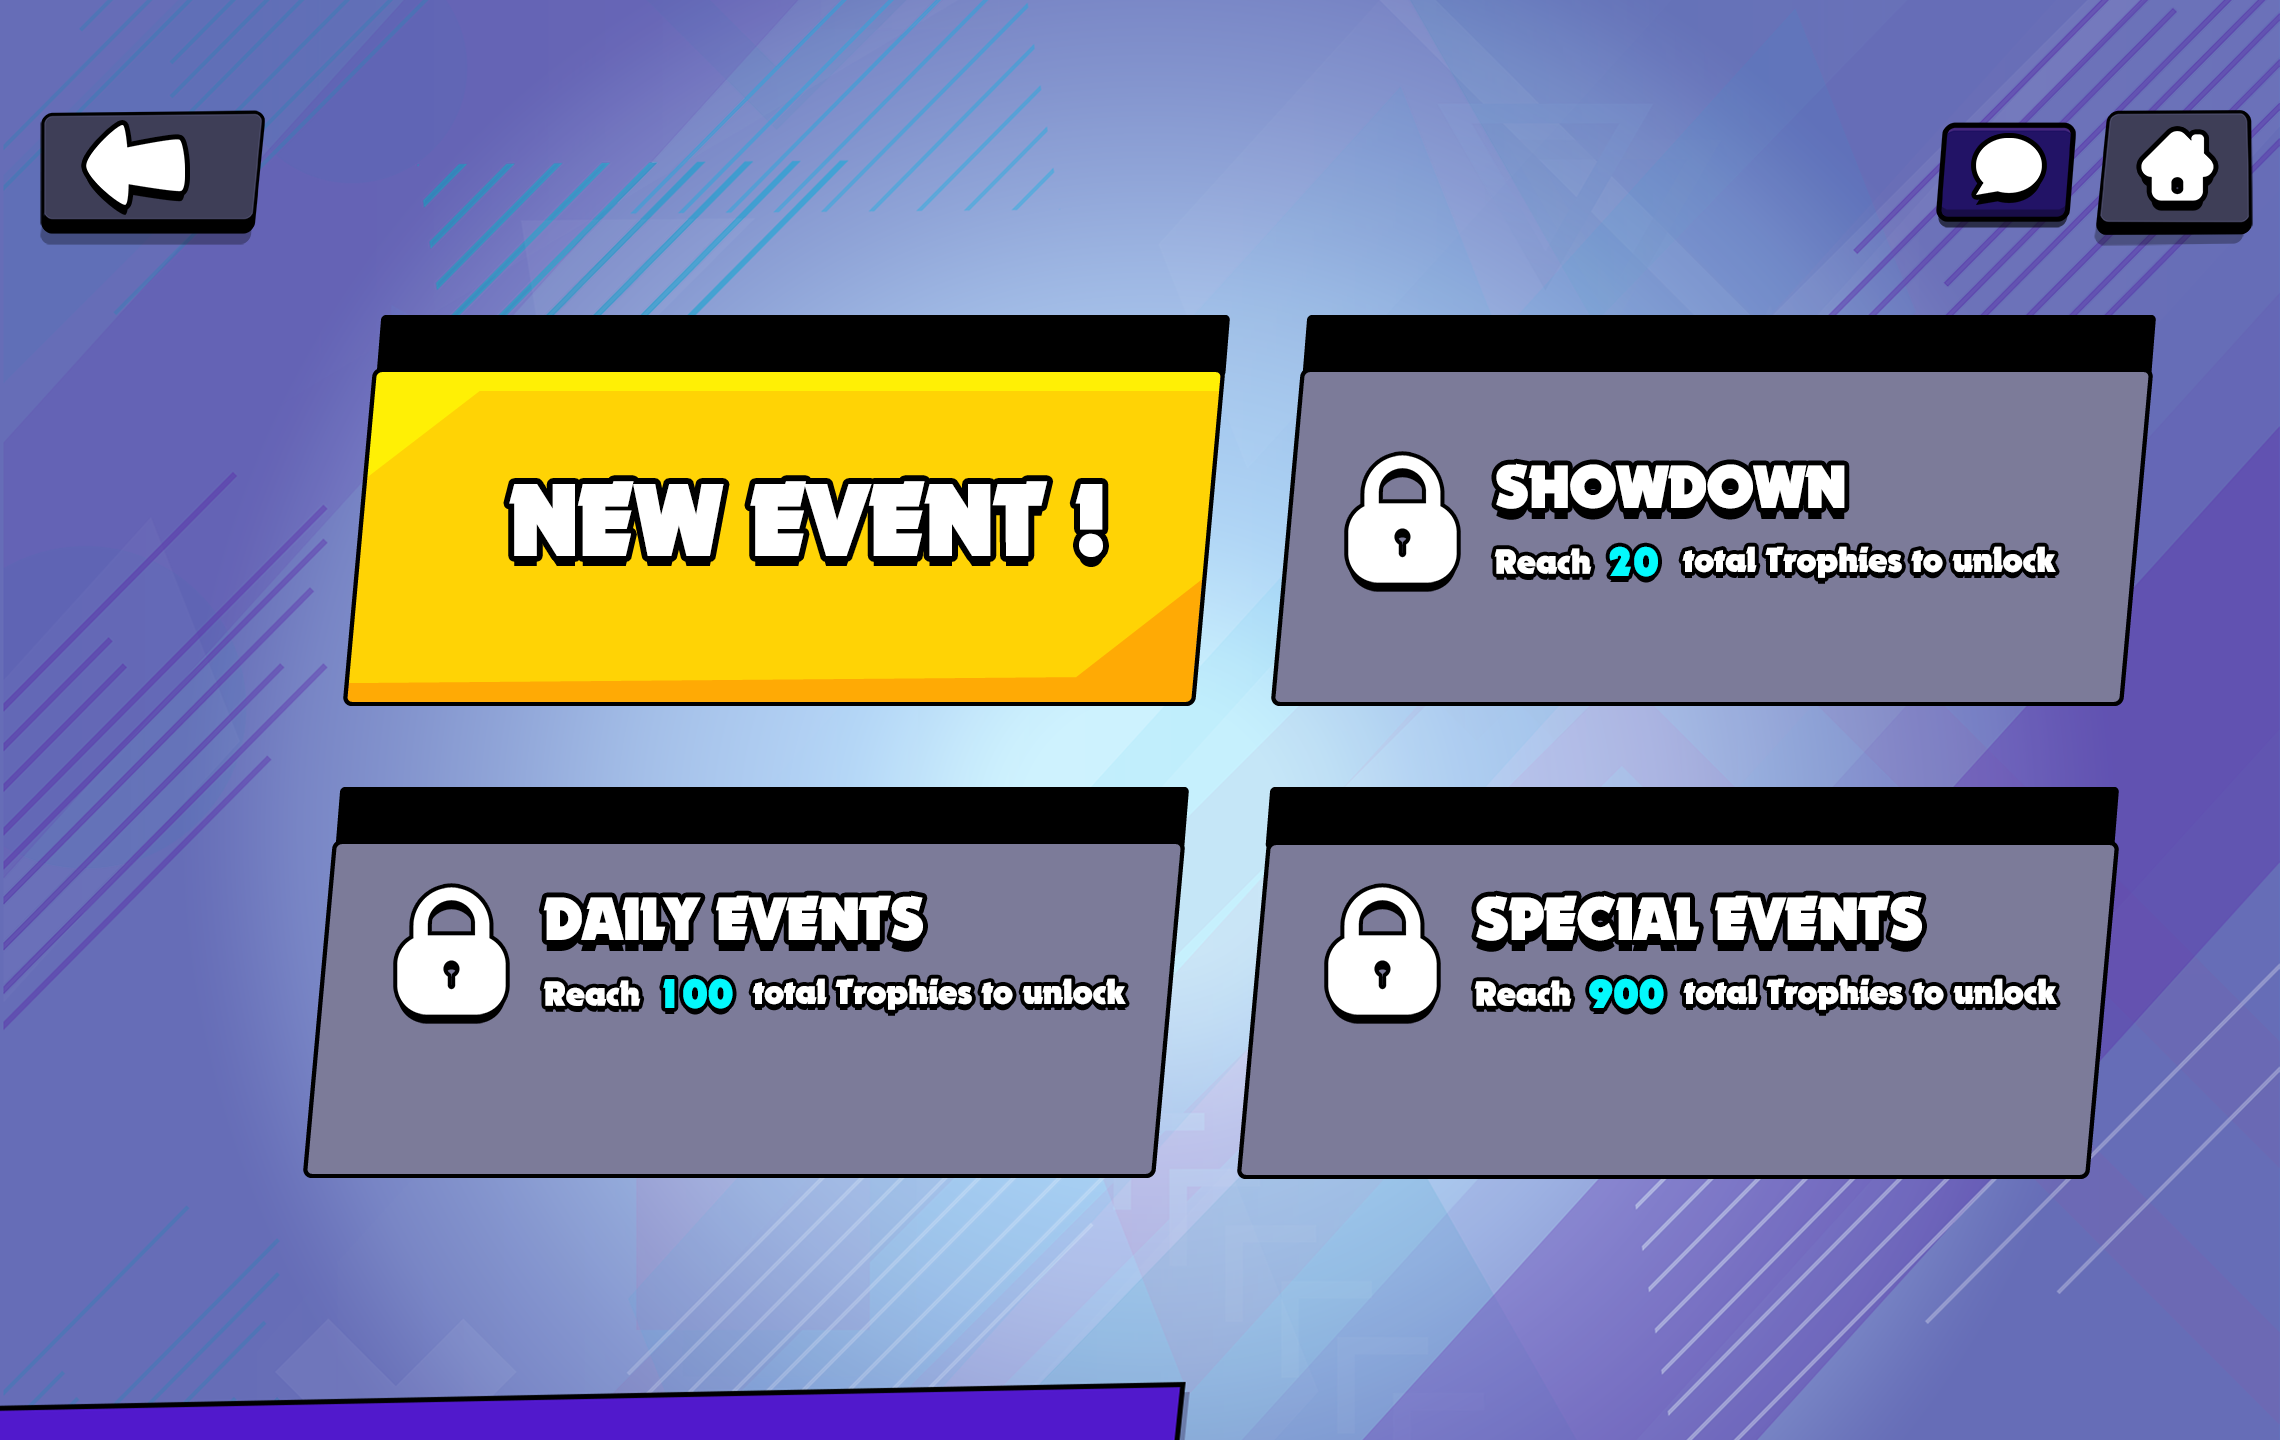 NEW EVENT !
SHOWDOWN
Reach 20 total Trophies to unlock
DAILY EVENTS
Reach 100 total Trophies to unlock
SPECIAL EVENTS
Reach 900 total Trophies to unlock